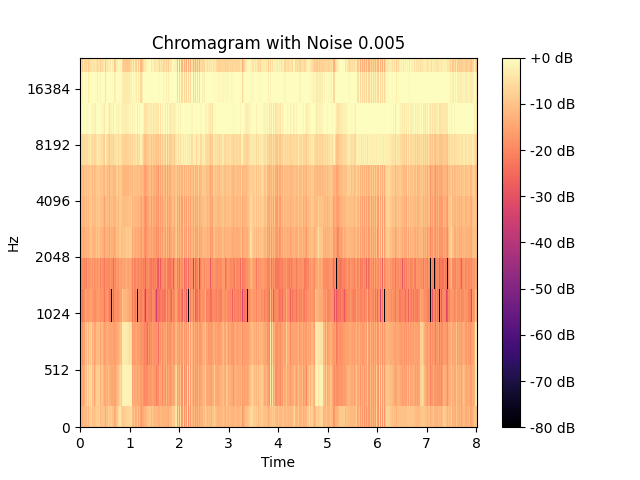 Chromagram with Noise 0.005
Hz
16384
8192
4096
2048
1024
512
0
0 1 2 3 4 5 6 7 8
Time
+0 dB
-10 dB
-20 dB
-30 dB
-40 dB
-50 dB
-60 dB
-70 dB
-80 dB